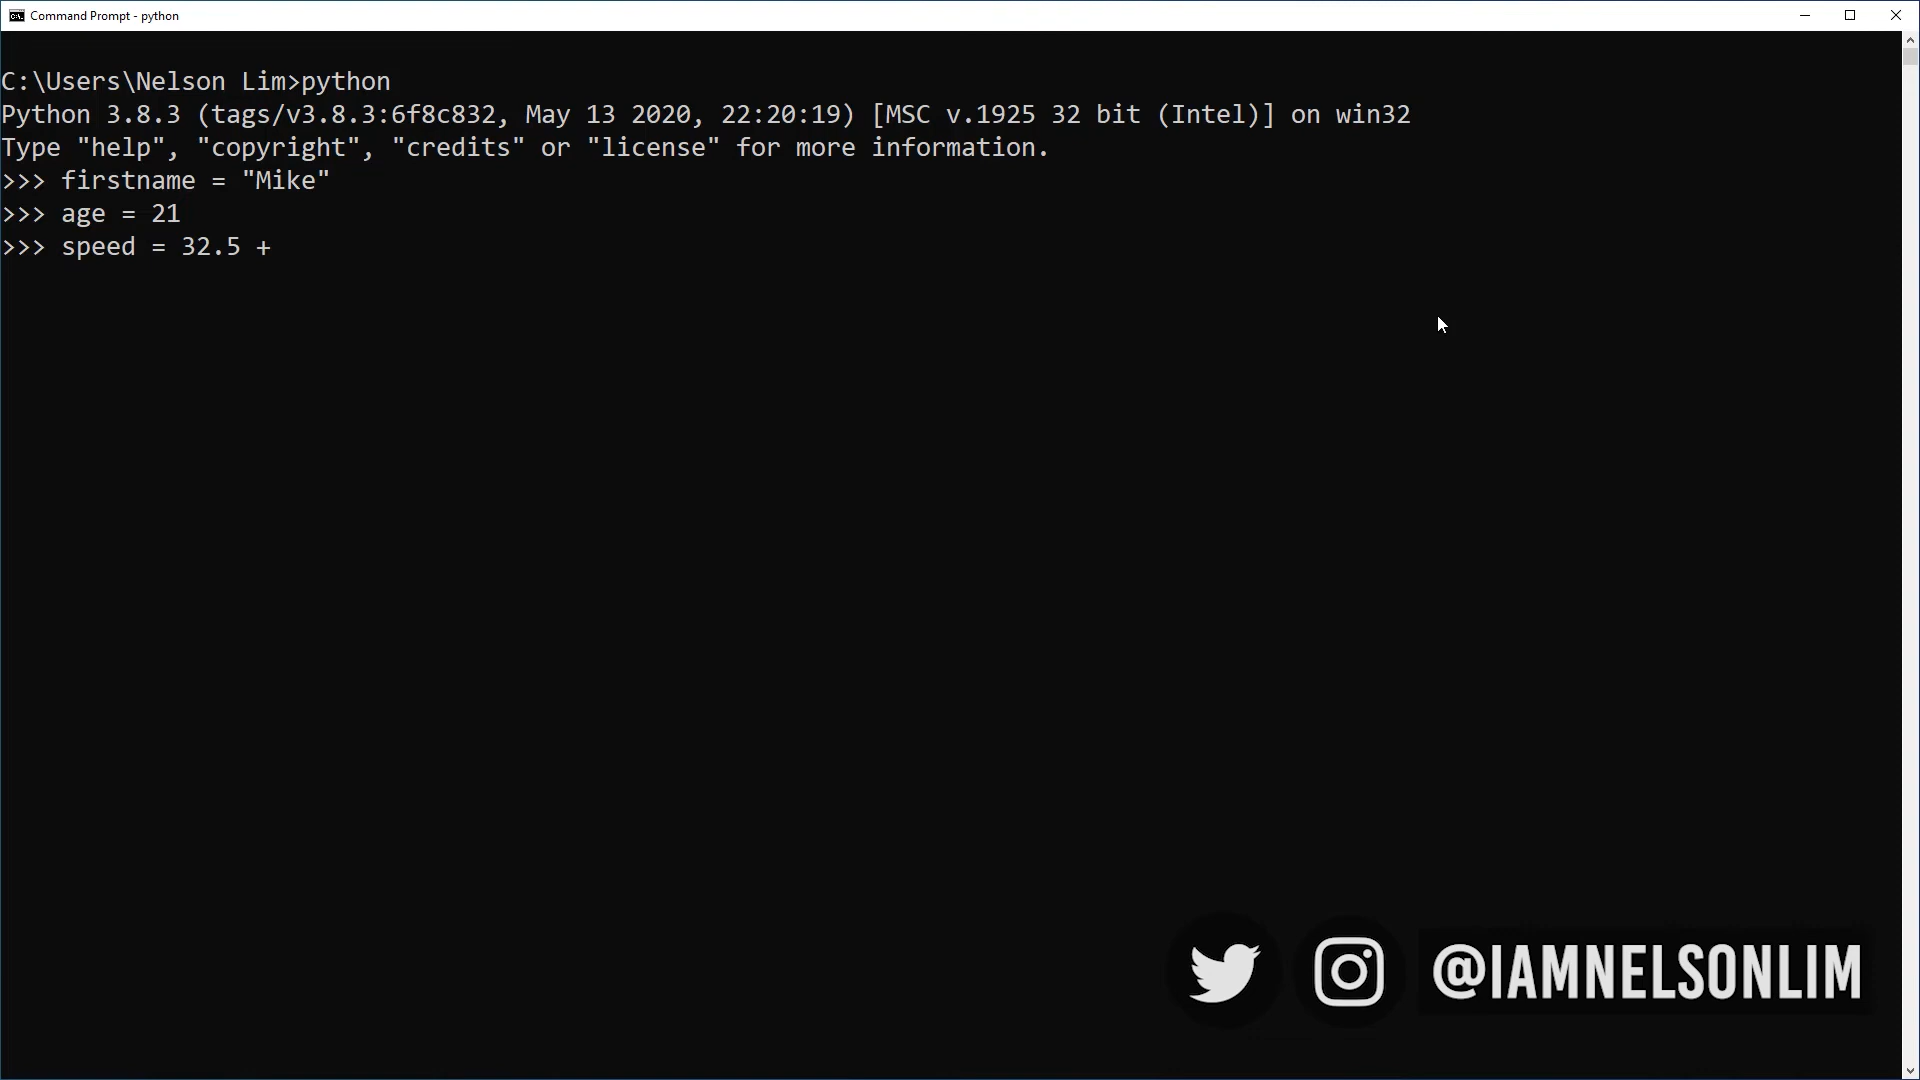 Command Prompt - python
C:\Users\Nelson Lim>python
Python 3.8.3 (tags/v3.8.3:6f8c832, May 13 2020, 22:20:19) [MSC v.1925 32 bit (Intel)] on win32
Type "help", "copyright", "credits" or "license" for more information.
>>> firstname = "Mike"
>>> age = 21
>>> speed = 32.5 +
@IAMNELSONLIM